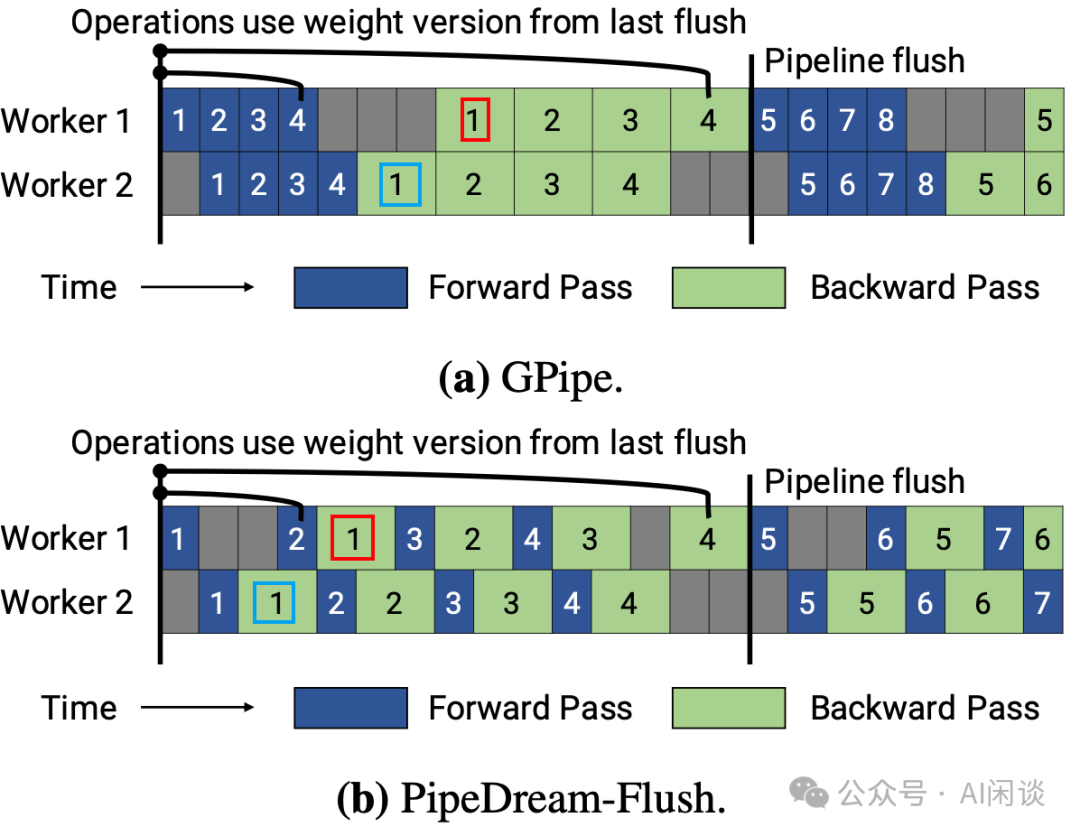 Operations use weight version from last flush
Pipeline flush
Worker 1 1 2 3 4 1 2 3 4 5 6 7 8 5
Worker 2 1 2 3 4 1 2 3 4 5 6 7 8 5 6
Time Forward Pass Backward Pass
(a) GPipe.
Operations use weight version from last flush
Pipeline flush
Worker 1 1 2 1 3 2 4 3 4 5 6 5 7 6
Worker 2 1 1 2 2 3 3 4 4 5 5 6 6 7
Time Forward Pass Backward Pass
(b) PipeDream-Flush.
公众号 · AI闲谈